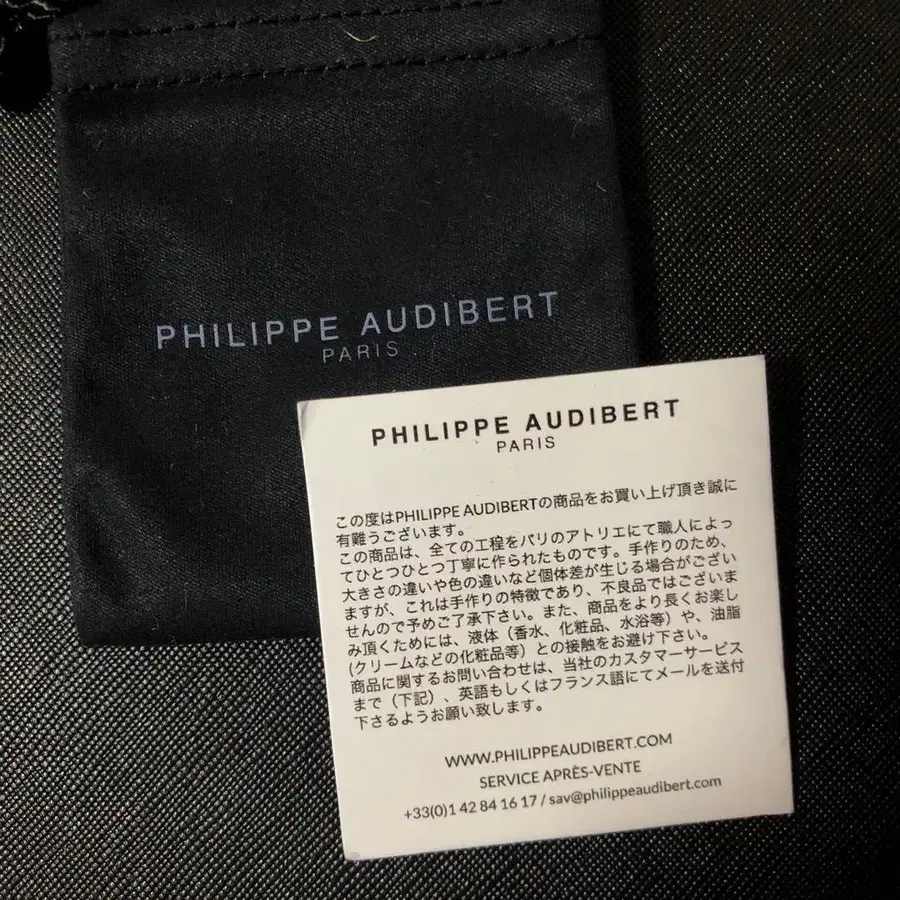 PHILIPPE AUDIBERT
PARIS
PHILIPPE AUDIBERT
PARIS
この度はPHILIPPE AUDIBERTの商品をお買い上げ頂き誠に
有難うございます。
この商品は、全ての工程をパリのアトリエにて職人によっ
てひとつひとつ丁寧に作られたものです。手作りのため、
大きさの違いや色の違いなど個体差が生じる場合がござい
ますが、これは手作りの特徴であり、不良品ではございま
せんので予めご了承下さい。また、商品をより長くお楽し
み頂くためには、液体（香水、化粧品、水浴等）や、油脂
(クリームなどの化粧品等）との接触をお避け下さい。
商品に関するお問い合わせは、当社のカスタマーサービス
まで（下記）、英語もしくはフランス語にてメールを送付
下さるようお願い致します。
WWW.PHILIPPEAUDIBERT.COM
SERVICE APRÈS-VENTE
+33(0)1 42 84 16 17 / sav@philippeaudibert.com